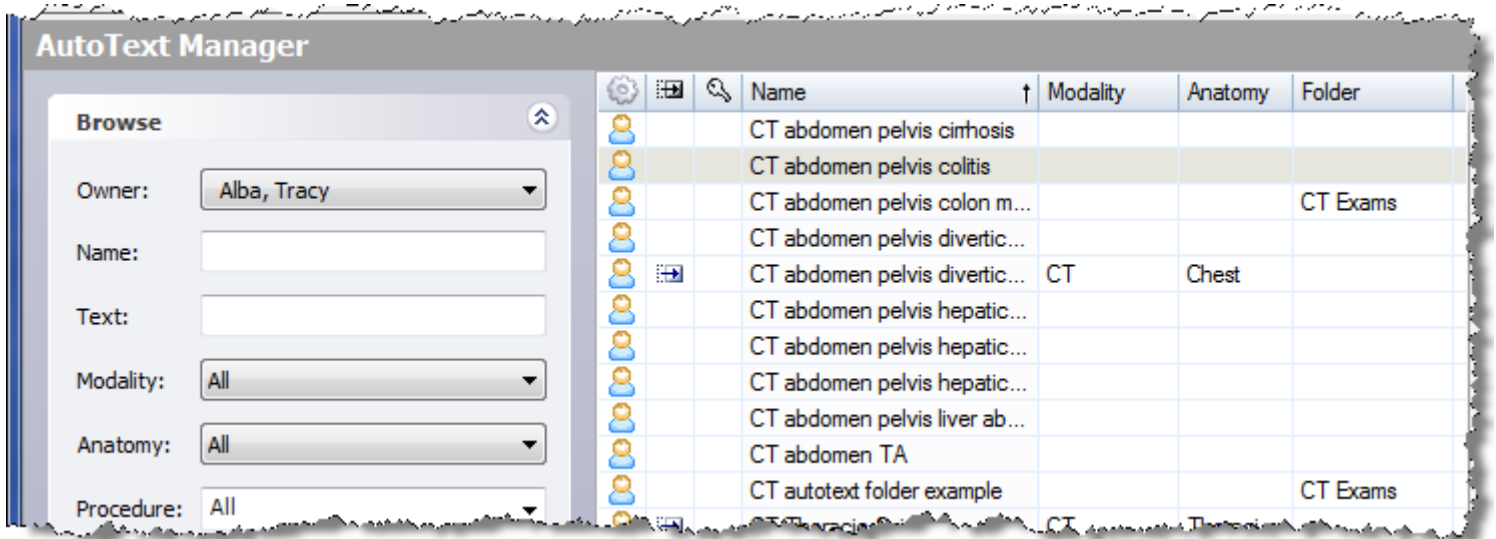 AutoText Manager
Browse
Owner: Alba, Tracy
Name:
Text:
Modality: All
Anatomy: All
Procedure: All
Name Modality Anatomy Folder
CT abdomen pelvis cirrhosis
CT abdomen pelvis colitis
CT abdomen pelvis colon m... CT Exams
CT abdomen pelvis divertic...
CT abdomen pelvis divertic... CT Chest
CT abdomen pelvis hepatic...
CT abdomen pelvis hepatic...
CT abdomen pelvis hepatic...
CT abdomen pelvis liver ab...
CT abdomen TA
CT autotext folder example CT Exams
CT Thoracic CT